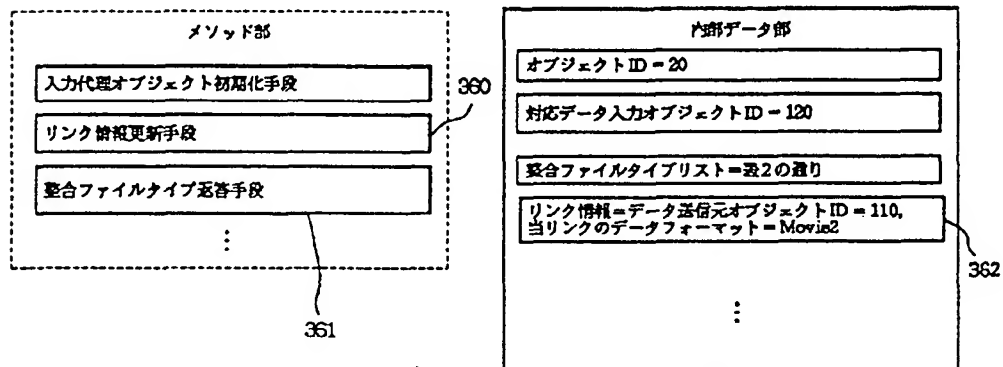 メソッド部
入力代理オブジェクト初期化手段
リンク情報更新手段
360
整合ファイルタイプ返答手段
361
内部データ部
オブジェクトID = 20
対応データ入力オブジェクトID = 120
整合ファイルタイプリスト=表2の通り
リンク情報=データ送信元オブジェクトID = 110,
当リンクのデータフォーマット= Movie2
362